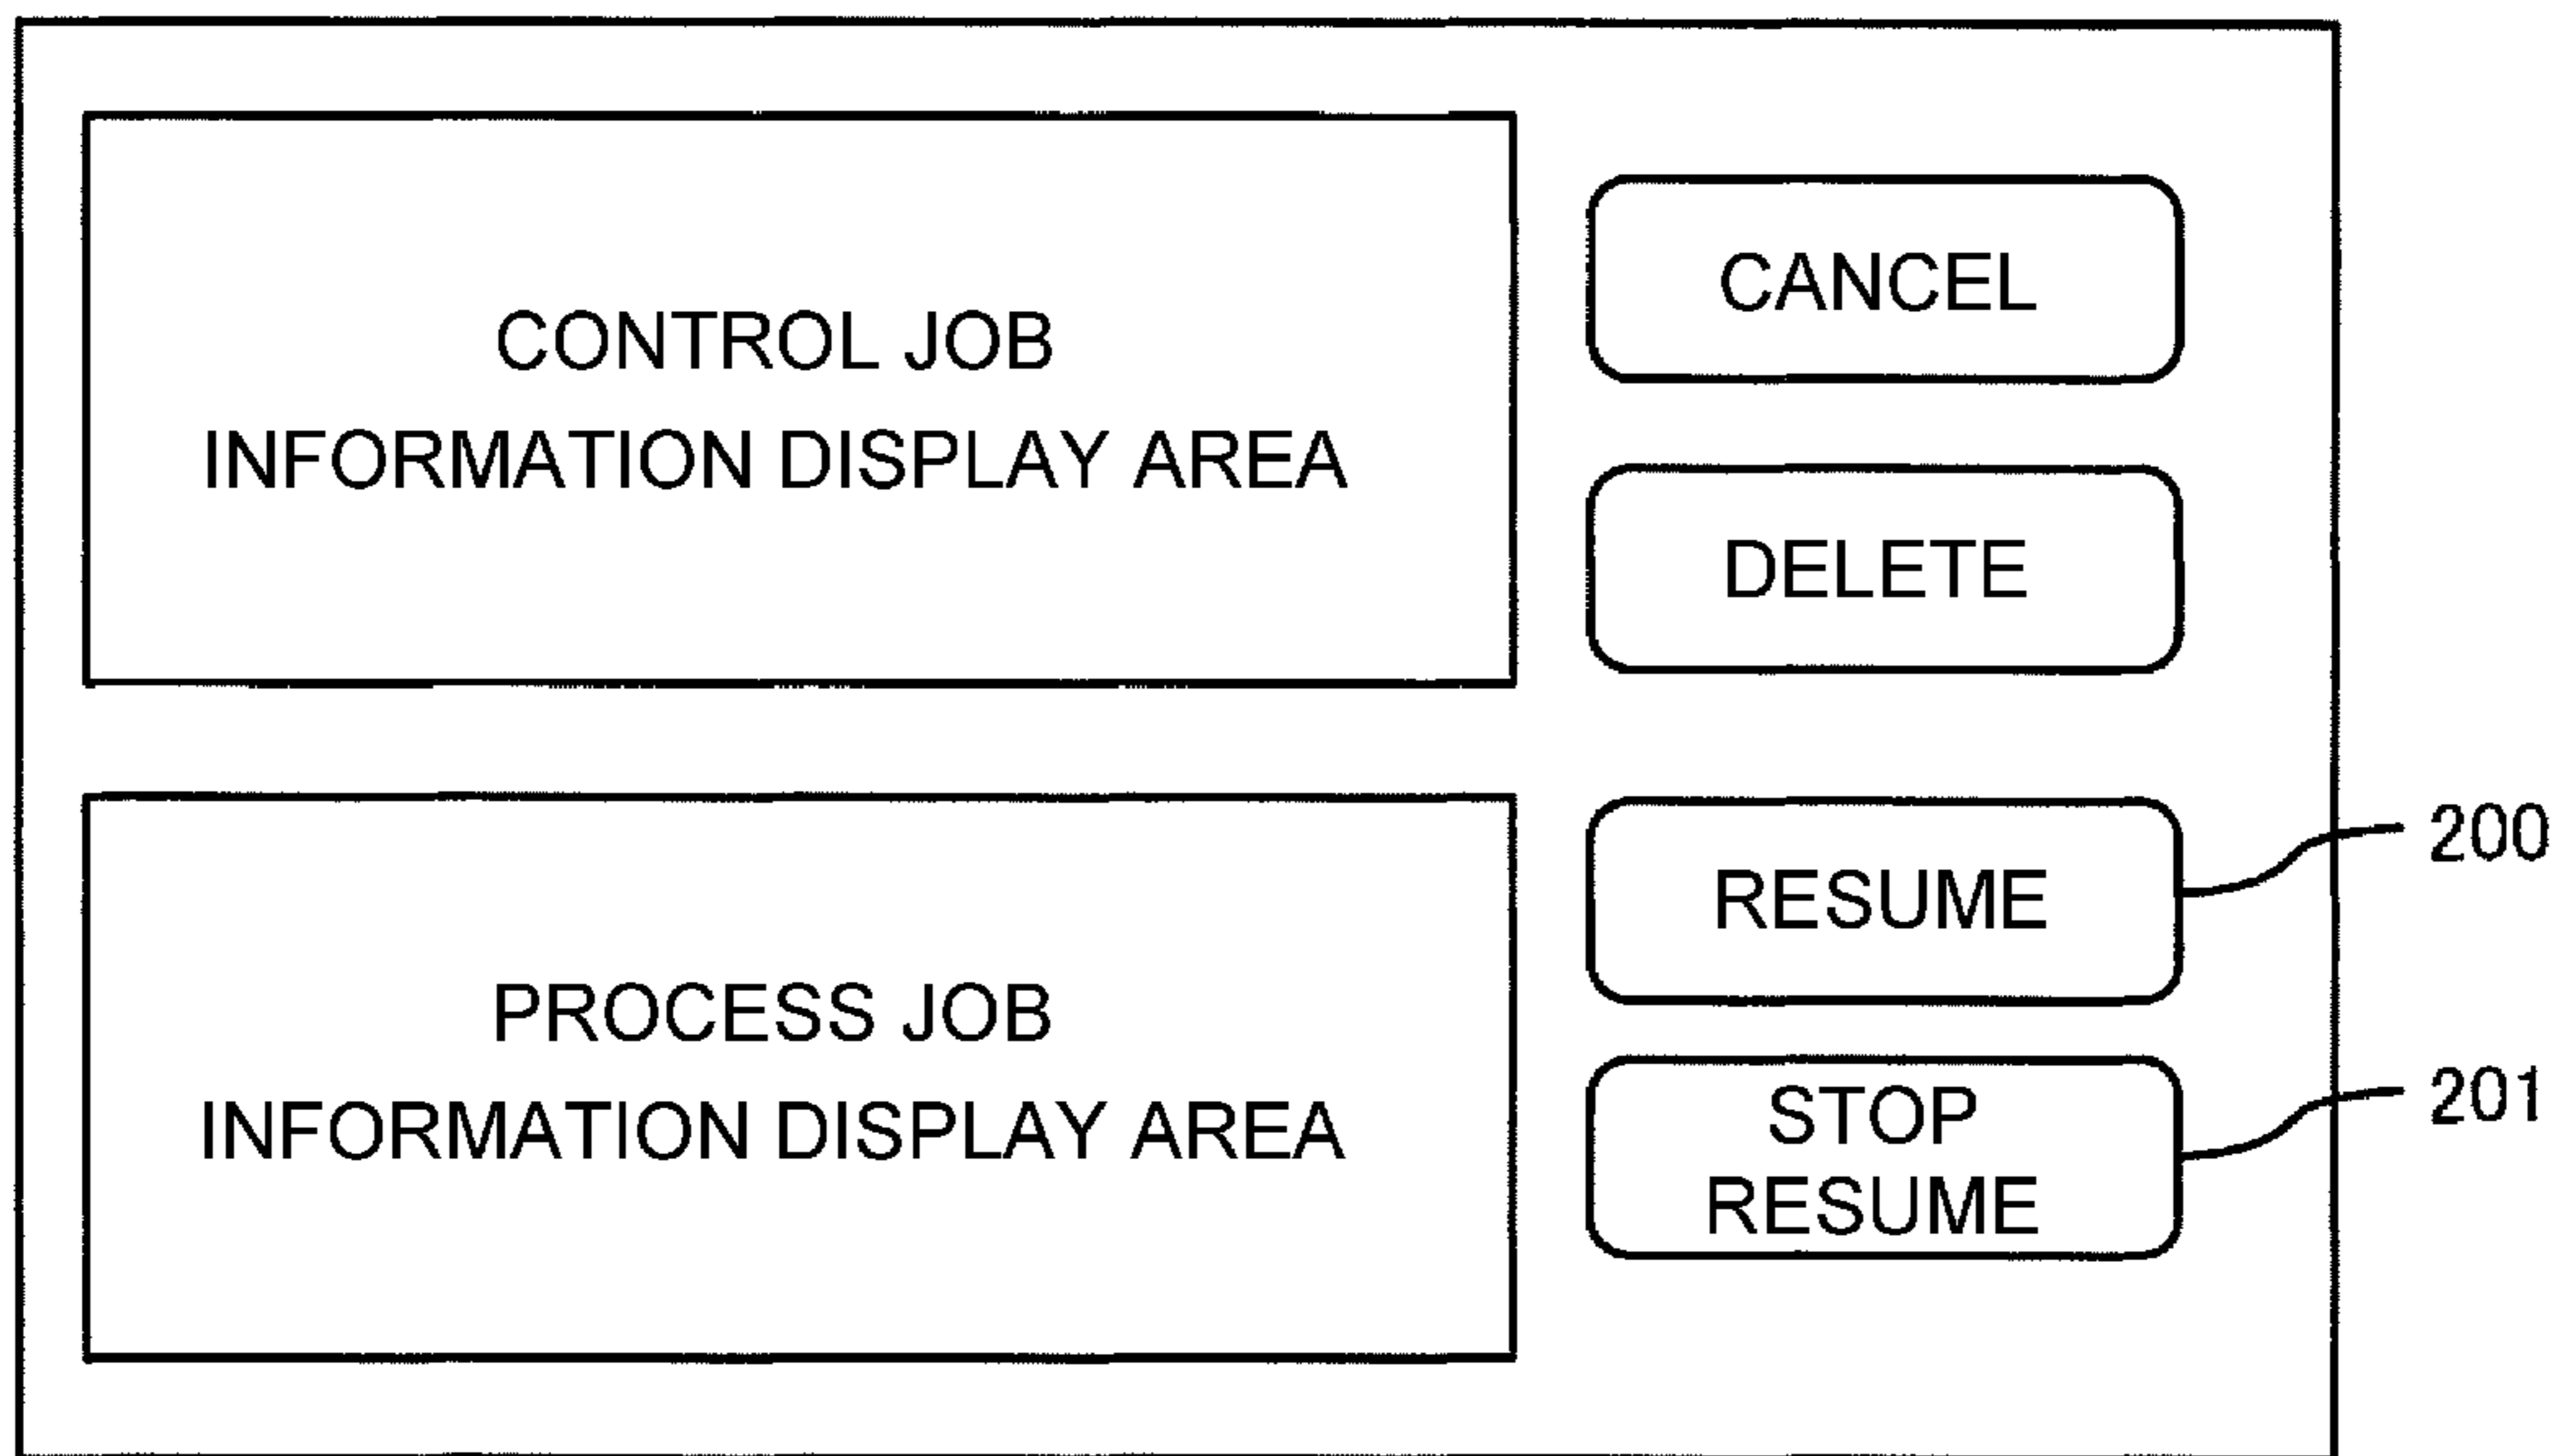 CONTROL JOB
INFORMATION DISPLAY AREA
CANCEL
DELETE
PROCESS JOB
INFORMATION DISPLAY AREA
RESUME
200
STOP
RESUME
201